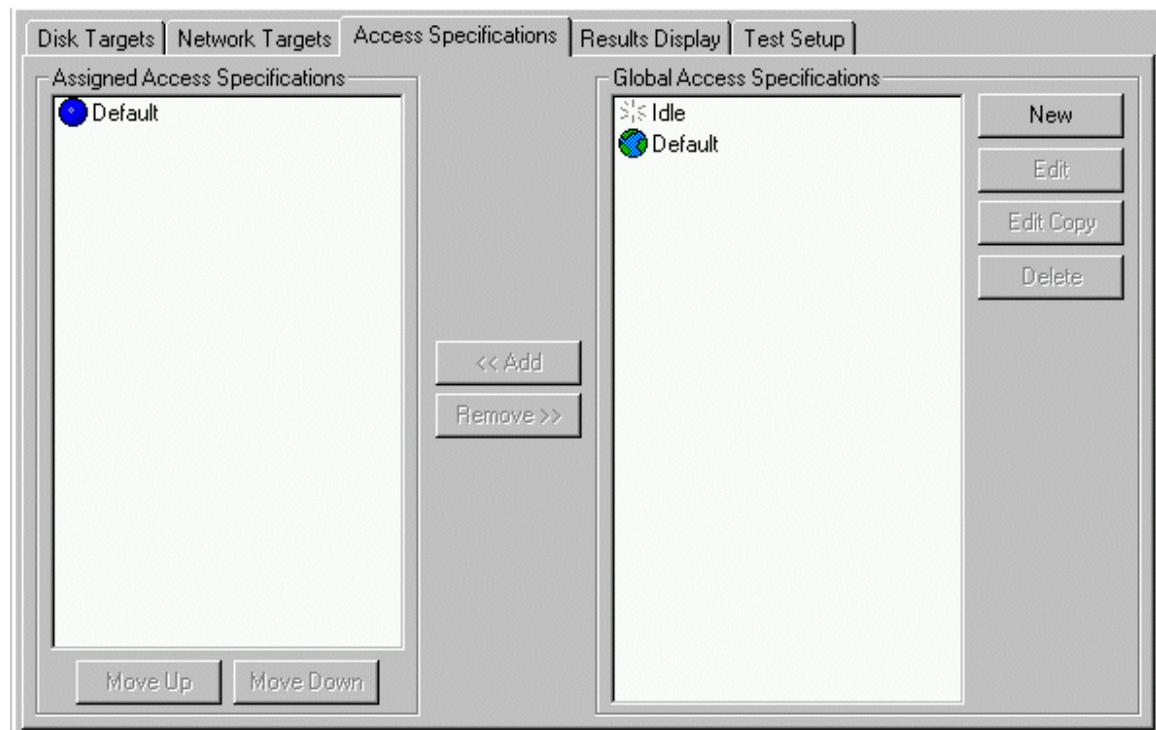 Disk Targets
Network Targets
Access Specifications
Results Display
Test Setup
Assigned Access Specifications
Default
Move Up
Move Down
<< Add
Remove >>
Global Access Specifications
Idle
Default
New
Edit
Edit Copy
Delete